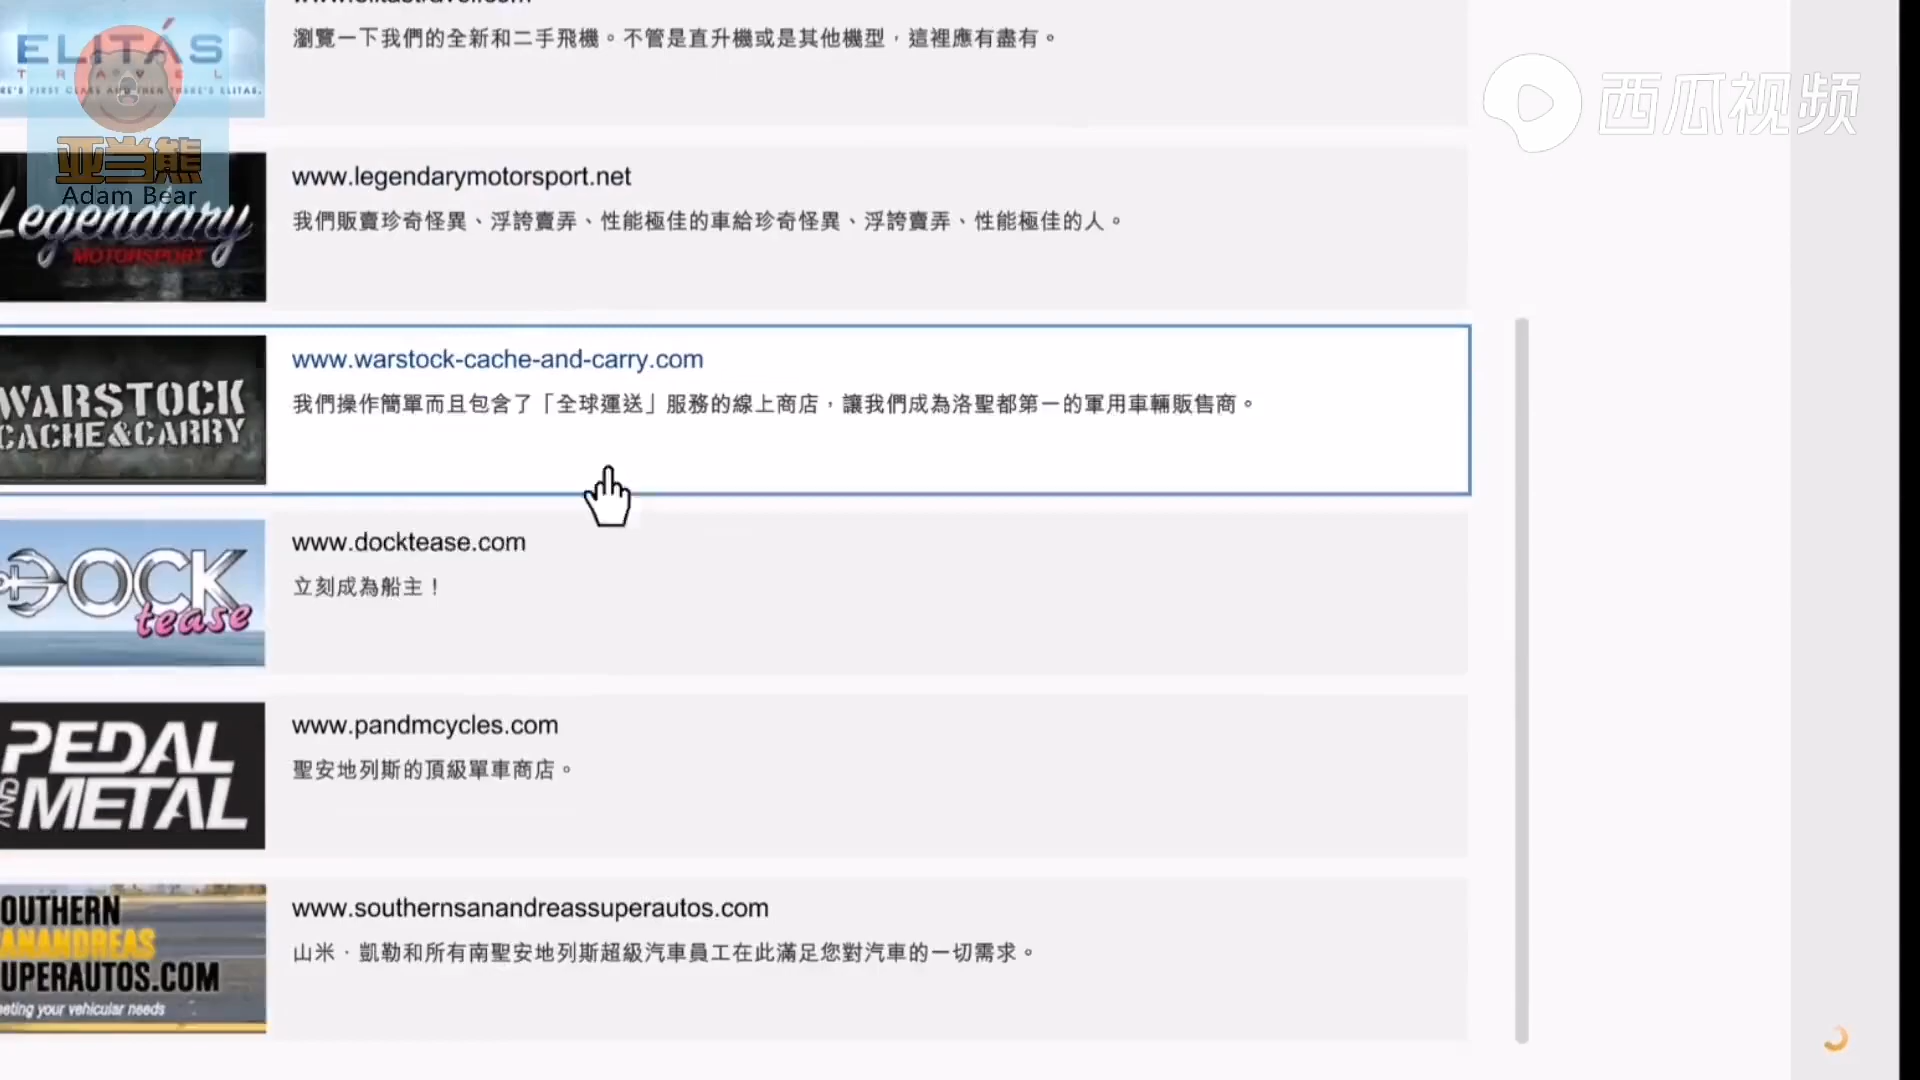 ELITÁS
TRAVEL
瀏覽一下我們的全新和二手飛機。不管是直升機或是其他機型，這裡應有盡有。
西瓜视频
亚当熊
Adam Bear
Legendary
MOTORSPORT
www.legendarymotorsport.net
我們販賣珍奇怪異、浮誇賣弄、性能極佳的車給珍奇怪異、浮誇賣弄、性能極佳的人。
WARSTOCK
CACHE&CARRY
www.warstock-cache-and-carry.com
我們操作簡單而且包含了「全球運送」服務的線上商店，讓我們成為洛聖都第一的軍用車輛販售商。
DOCK
tease
www.docktease.com
立刻成為船主！
PEDAL
AND
METAL
www.pandmcycles.com
聖安地列斯的頂級單車商店。
OUTHERN
ANANDREAS
UPERAUTOS.COM
eeting your vehicular needs
www.southernsanandreassuperautos.com
山米．凱勒和所有南聖安地列斯超級汽車員工在此滿足您對汽車的一切需求。